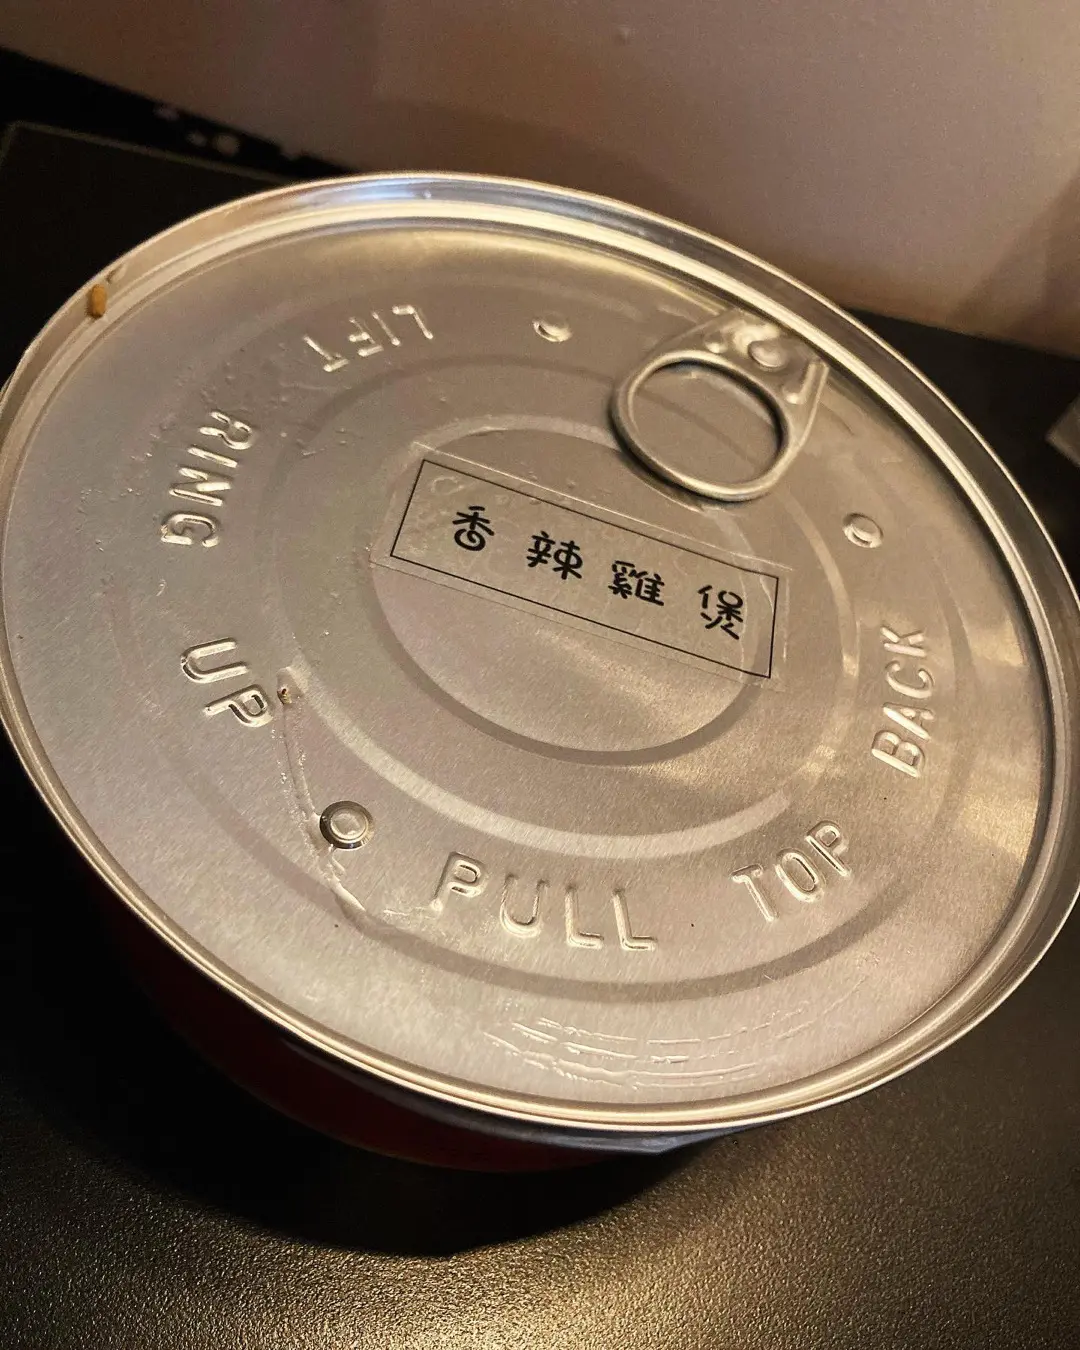 香辣雞煲
LIFT RING UP PULL TOP BACK